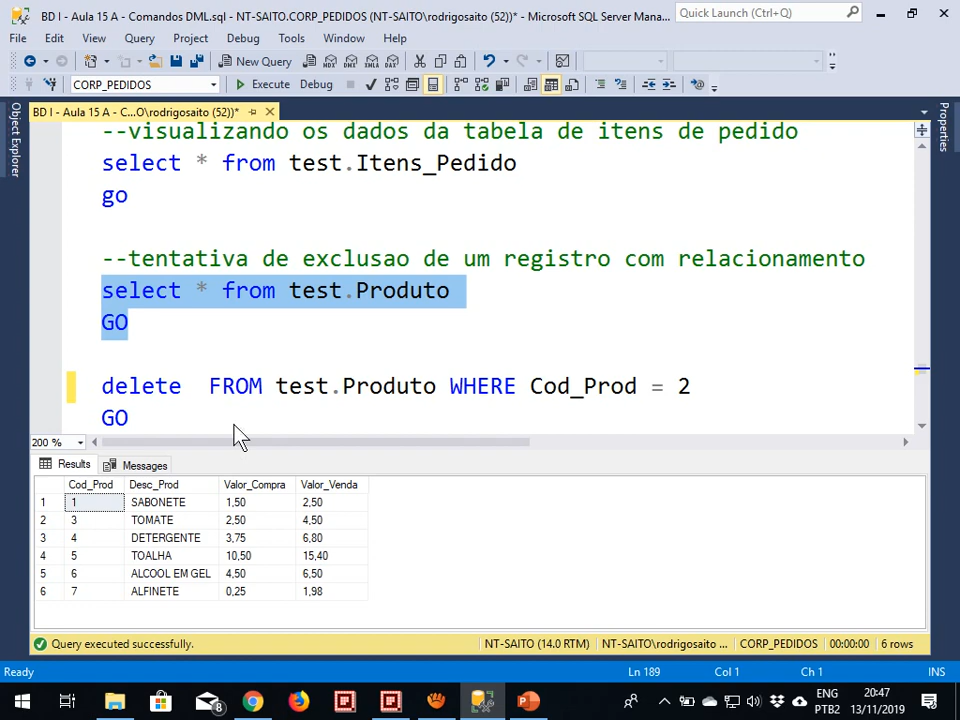 BD I - Aula 15 A - Comandos DML.sql - NT-SAITO.CORP_PEDIDOS (NT-SAITO\rodrigosaito (52))* - Microsoft SQL Server Mana...
Quick Launch (Ctrl+Q)
File Edit View Query Project Debug Tools Window Help
New Query
MDX DMX XMLA DAX
CORP_PEDIDOS Execute Debug
BD I - Aula 15 A - C...O\rodrigosaito (52))*
Object Explorer
Properties
--visualizando os dados da tabela de itens de pedido
select * from test.Itens_Pedido
go
--tentativa de exclusao de um registro com relacionamento
select * from test.Produto
GO
delete  FROM test.Produto WHERE Cod_Prod = 2
GO
200 %
Results Messages
Cod_Prod Desc_Prod Valor_Compra Valor_Venda
1 1 SABONETE 1,50 2,50
2 3 TOMATE 2,50 4,50
3 4 DETERGENTE 3,75 6,80
4 5 TOALHA 10,50 15,40
5 6 ALCOOL EM GEL 4,50 6,50
6 7 ALFINETE 0,25 1,98
Query executed successfully. NT-SAITO (14.0 RTM) NT-SAITO\rodrigosaito ... CORP_PEDIDOS 00:00:00 6 rows
Ready Ln 189 Col 1 Ch 1 INS
8
ENG
PTB2
20:47
13/11/2019